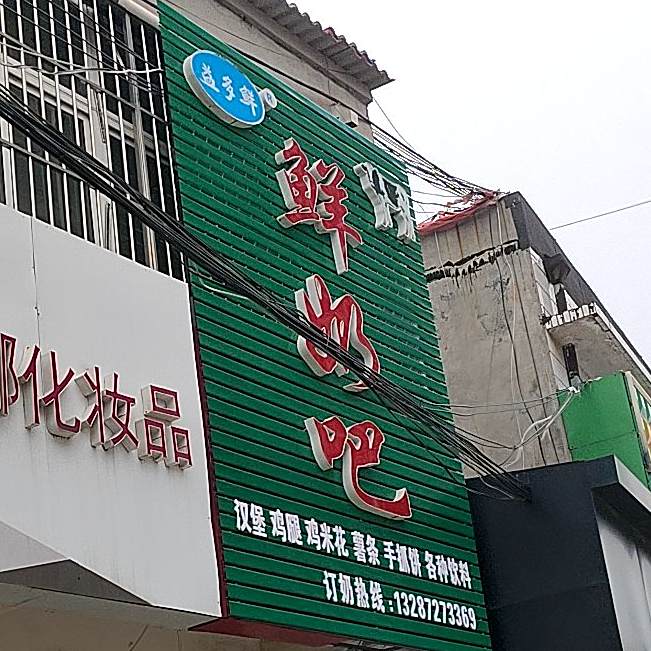 益多鲜
鲜奶吧
汉堡 鸡腿 鸡米花 薯条 手抓饼 各种饮料
订奶热线:13287273369
化妆品